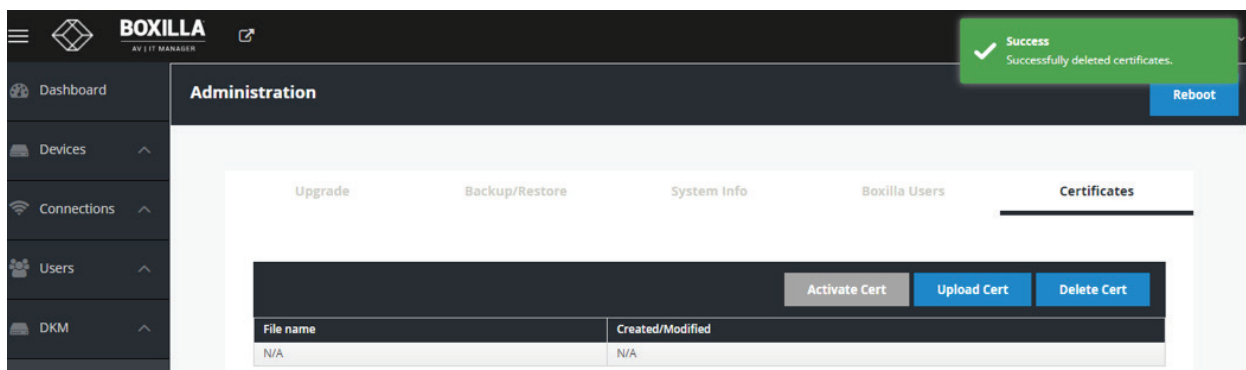 BOXILLA
AV | IT MANAGER
Success
Successfully deleted certificates.
Dashboard
Administration
Reboot
Devices
Connections
Users
DKM
Upgrade Backup/Restore System Info Boxilla Users Certificates
Activate Cert Upload Cert Delete Cert
File name Created/Modified
N/A N/A